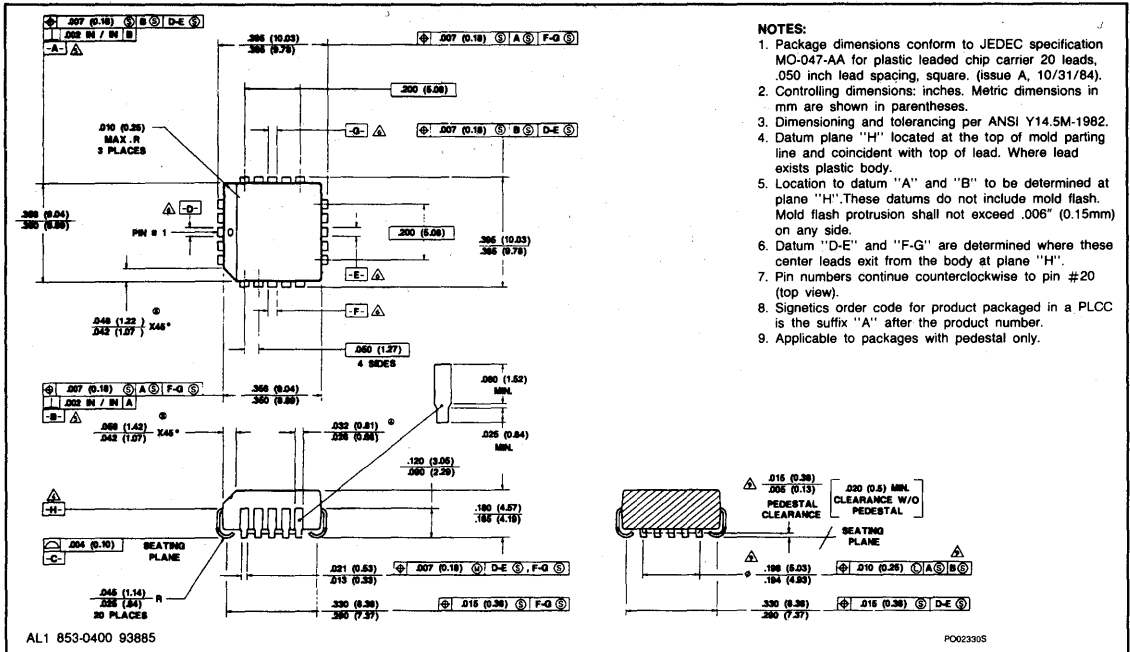 .007 (0.18) Ⓢ B Ⓢ D-E Ⓢ
.002 IN / IN B
-A- 5
.395 (10.03)
.385 (9.78)
.007 (0.18) Ⓢ A Ⓢ F-G Ⓢ
.200 (5.08)
.010 (0.25)
MAX .R
3 PLACES
-G- 6
.007 (0.18) Ⓢ B Ⓢ D-E Ⓢ
.356 (9.04)
.350 (8.89)
6 -D-
PIN # 1
.200 (5.08)
.395 (10.03)
.385 (9.78)
-E- 6
-F- 6
.048 (1.22)
.042 (1.07)
X45°
.050 (1.27)
4 SIDES
.007 (0.18) Ⓢ A Ⓢ F-G Ⓢ
.002 IN / IN A
-B- 5
.356 (9.04)
.350 (8.89)
.060 (1.52)
MIN.
.056 (1.42)
.042 (1.07)
X45°
.032 (0.81)
.026 (0.66)
.025 (0.64)
MIN.
.120 (3.05)
.090 (2.29)
-H-
.180 (4.57)
.165 (4.19)
.004 (0.10)
-C-
SEATING
PLANE
.021 (0.53)
.013 (0.33)
.007 (0.18) Ⓜ D-E Ⓢ , F-G Ⓢ
.045 (1.14)
.025 (.64)
R
20 PLACES
.330 (8.38)
.290 (7.37)
.015 (0.38) Ⓢ F-G Ⓢ
9 .015 (0.38)
.005 (0.13)
PEDESTAL
CLEARANCE
.020 (0.5) MIN.
CLEARANCE W/O
PEDESTAL
SEATING
PLANE
9
.198 (5.03)
.194 (4.93)
9
.010 (0.25) Ⓛ A Ⓢ B Ⓢ
.330 (8.38)
.290 (7.37)
.015 (0.38) Ⓢ D-E Ⓢ
NOTES:
1. Package dimensions conform to JEDEC specification
MO-047-AA for plastic leaded chip carrier 20 leads,
.050 inch lead spacing, square. (issue A, 10/31/84).
2. Controlling dimensions: inches. Metric dimensions in
mm are shown in parentheses.
3. Dimensioning and tolerancing per ANSI Y14.5M-1982.
4. Datum plane "H" located at the top of mold parting
line and coincident with top of lead. Where lead
exists plastic body.
5. Location to datum "A" and "B" to be determined at
plane "H".These datums do not include mold flash.
Mold flash protrusion shall not exceed .006" (0.15mm)
on any side.
6. Datum "D-E" and "F-G" are determined where these
center leads exit from the body at plane "H".
7. Pin numbers continue counterclockwise to pin #20
(top view).
8. Signetics order code for product packaged in a PLCC
is the suffix "A" after the product number.
9. Applicable to packages with pedestal only.
AL1 853-0400 93885
PO02330S